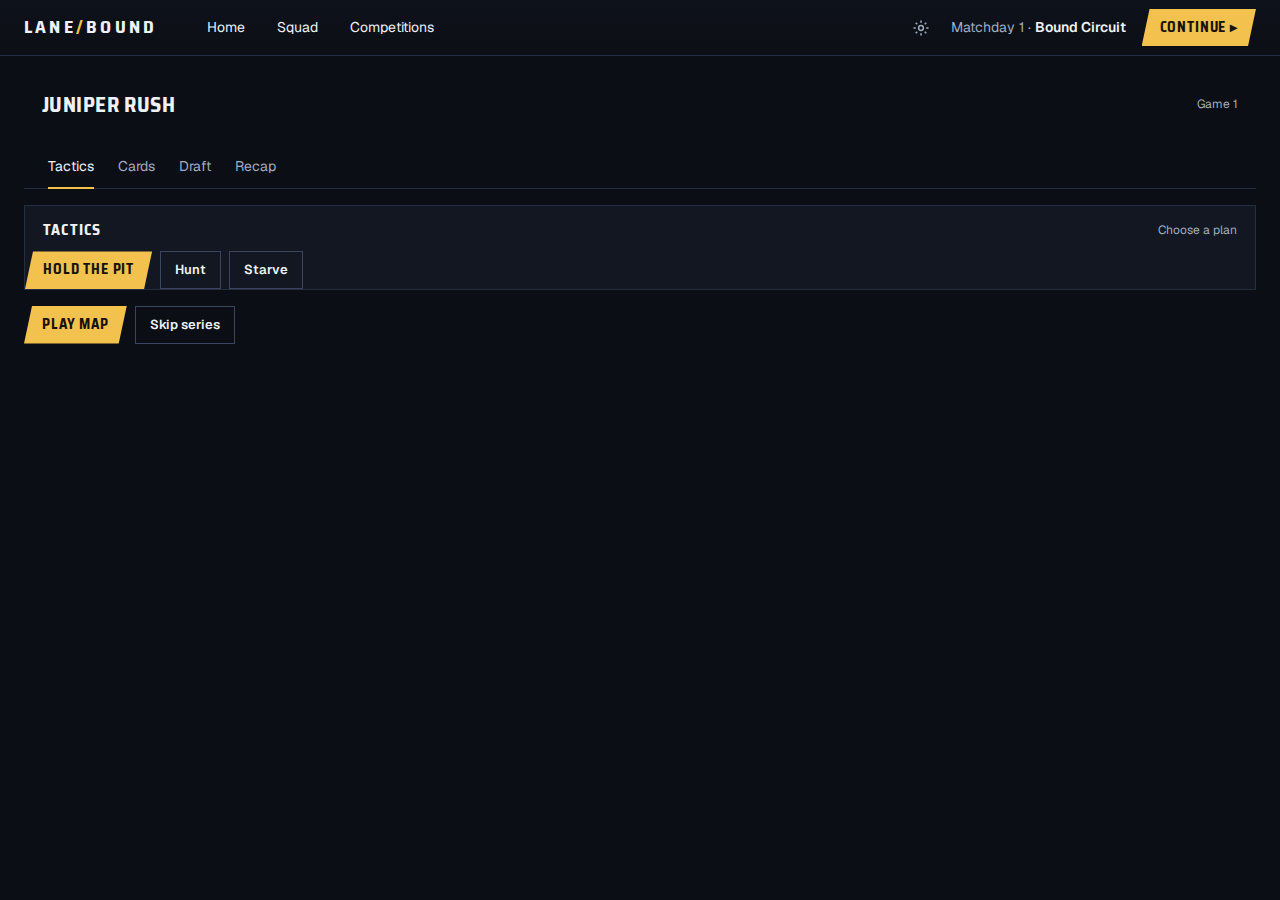 LANE/BOUND Home Squad Competitions Matchday 1 · Bound Circuit CONTINUE ▸
JUNIPER RUSH Game 1
Tactics Cards Draft Recap
TACTICS Choose a plan
HOLD THE PIT Hunt Starve
PLAY MAP Skip series